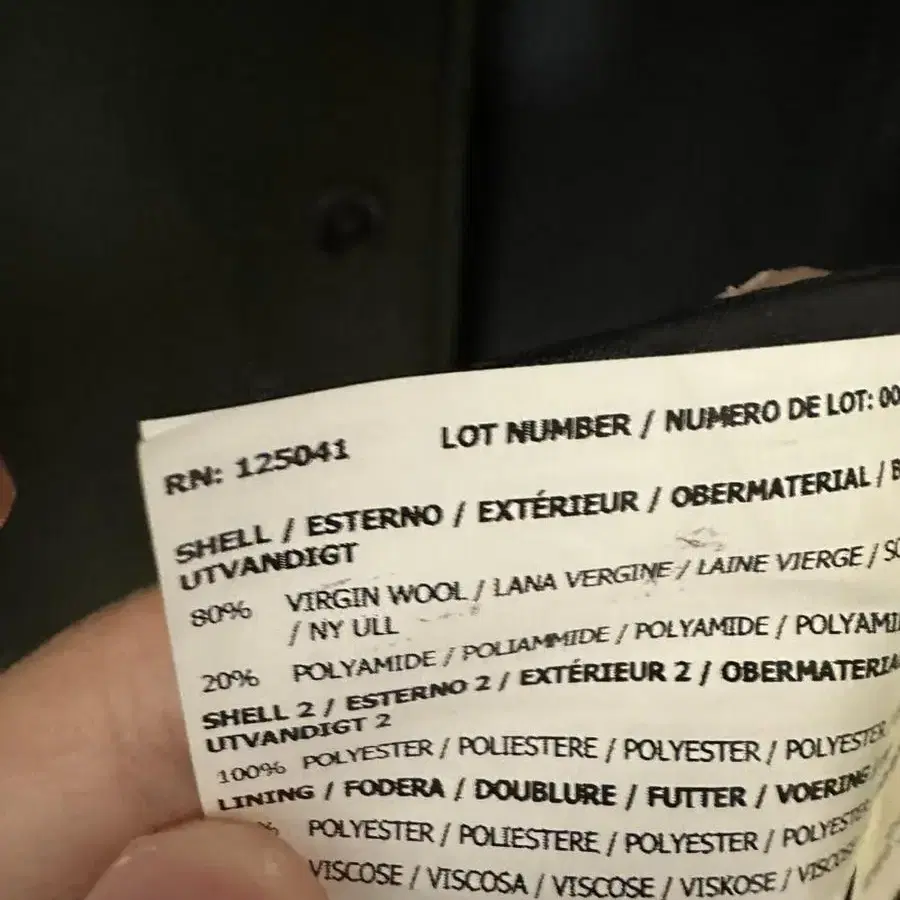 RN: 125041 LOT NUMBER / NUMERO DE LOT: 00
SHELL / ESTERNO / EXTÉRIEUR / OBERMATERIAL /
UTVANDIGT
80% VIRGIN WOOL / LANA VERGINE / LAINE VIERGE /
/ NY ULL
20% POLYAMIDE / POLIAMMIDE / POLYAMIDE / POLYAMI
SHELL 2 / ESTERNO 2 / EXTÉRIEUR 2 / OBERMATERIA
UTVANDIGT 2
100% POLYESTER / POLIESTERE / POLYESTER / POLYESTER
LINING / FODERA / DOUBLURE / FUTTER / VOERING
% POLYESTER / POLIESTERE / POLYESTER / POLYESTER
VISCOSE / VISCOSA / VISCOSE / VISKOSE /